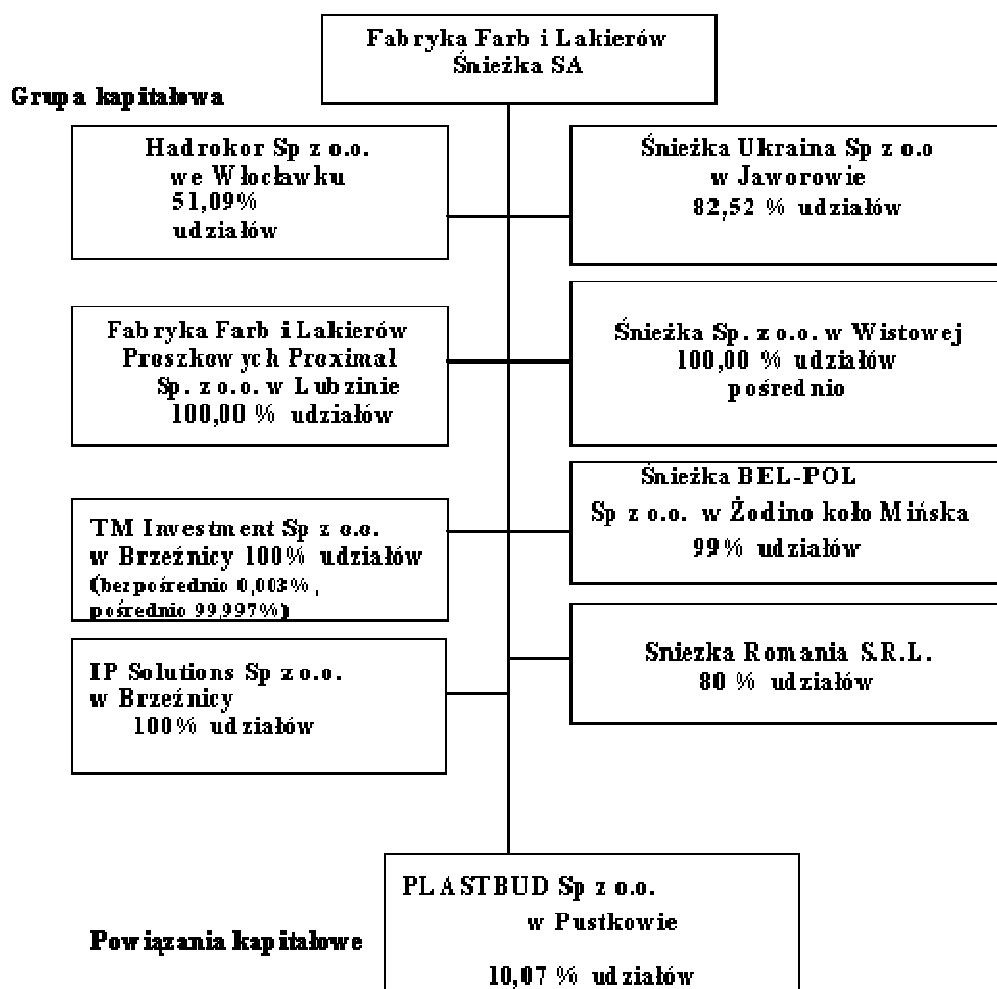 Fabryka Farb i Lakierów
Śnieżka SA
Grupa kapitałowa
Hadrokor Sp z o.o.
we Włocławku
51,09%
udziałów
Śnieżka Ukraina Sp z o.o
w Jaworowie
82,52 % udziałów
Fabryka Farb i Lakierów
Proszkowych Proximal
Sp. z o.o. w Lubzinie
100,00 % udziałów
Śnieżka Sp. z o.o. w Wistowej
100,00 % udziałów
pośrednio
TM Investment Sp z o.o.
w Brzeźnicy 100% udziałów
(bezpośrednio 0,003%,
pośrednio 99,997%)
Śnieżka BEL-POL
Sp z o.o. w Żodino koło Mińska
99% udziałów
IP Solutions Sp z o.o.
w Brzeźnicy
100% udziałów
Sniezka Romania S.R.L.
80 % udziałów
PLASTBUD Sp z o.o.
w Pustkowie
10,07 % udziałów
Powiązania kapitałowe